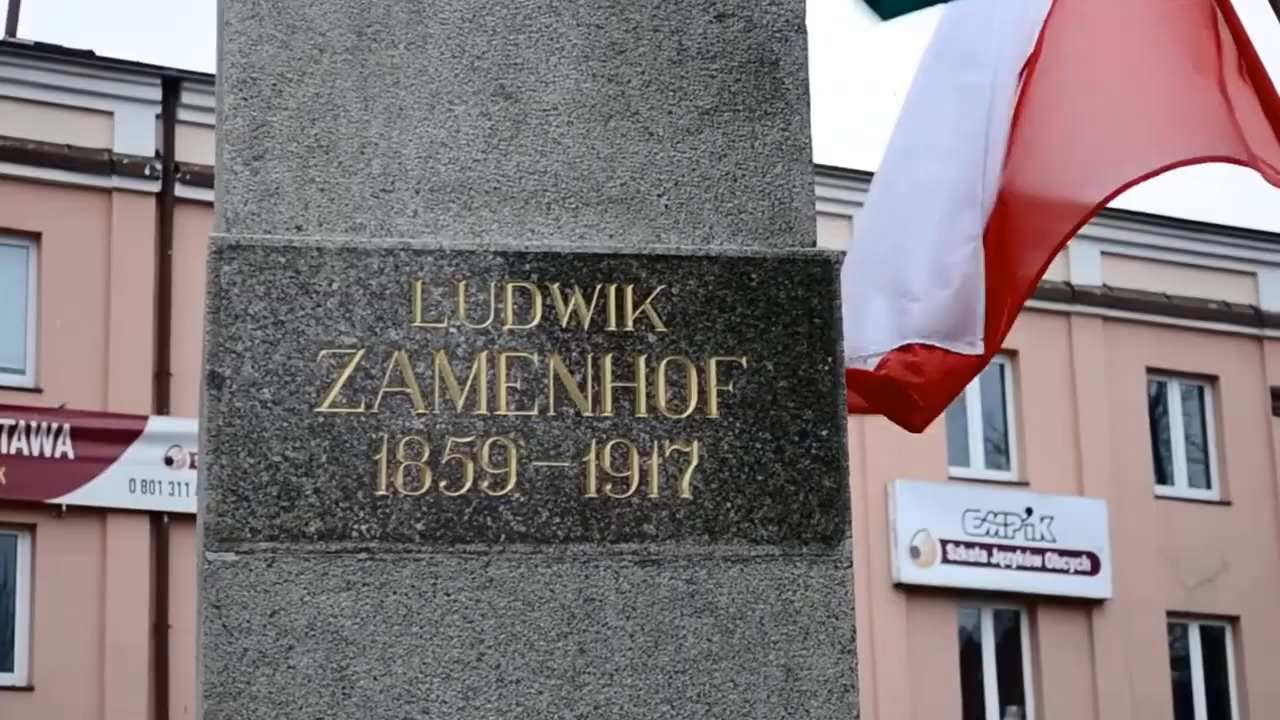 LUDWIK
ZAMENHOF
1859-1917
TAWA
0 801 311
EMPiK
Szkoła Języków Obcych